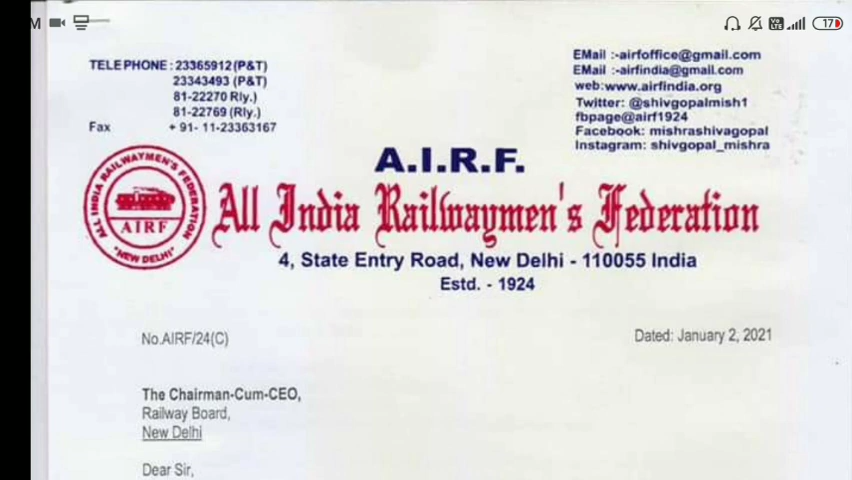 M
17
TELEPHONE : 23365912 (P&T)
23343493 (P&T)
81-22270 Rly.)
81-22769 (Rly.)
Fax + 91- 11-23363167
EMail :-airfoffice@gmail.com
EMail :-airfindia@gmail.com
web:www.airfindia.org
Twitter: @shivgopalmish1
fbpage@airf1924
Facebook: mishrashivagopal
Instagram: shivgopal_mishra
A.I.R.F.
ALL INDIA RAILWAYMEN'S FEDERATION
AIRF
*NEW DELHI*
All India Railwaymen's Federation
4, State Entry Road, New Delhi - 110055 India
Estd. - 1924
No.AIRF/24(C)
Dated: January 2, 2021
The Chairman-Cum-CEO,
Railway Board,
New Delhi
Dear Sir,